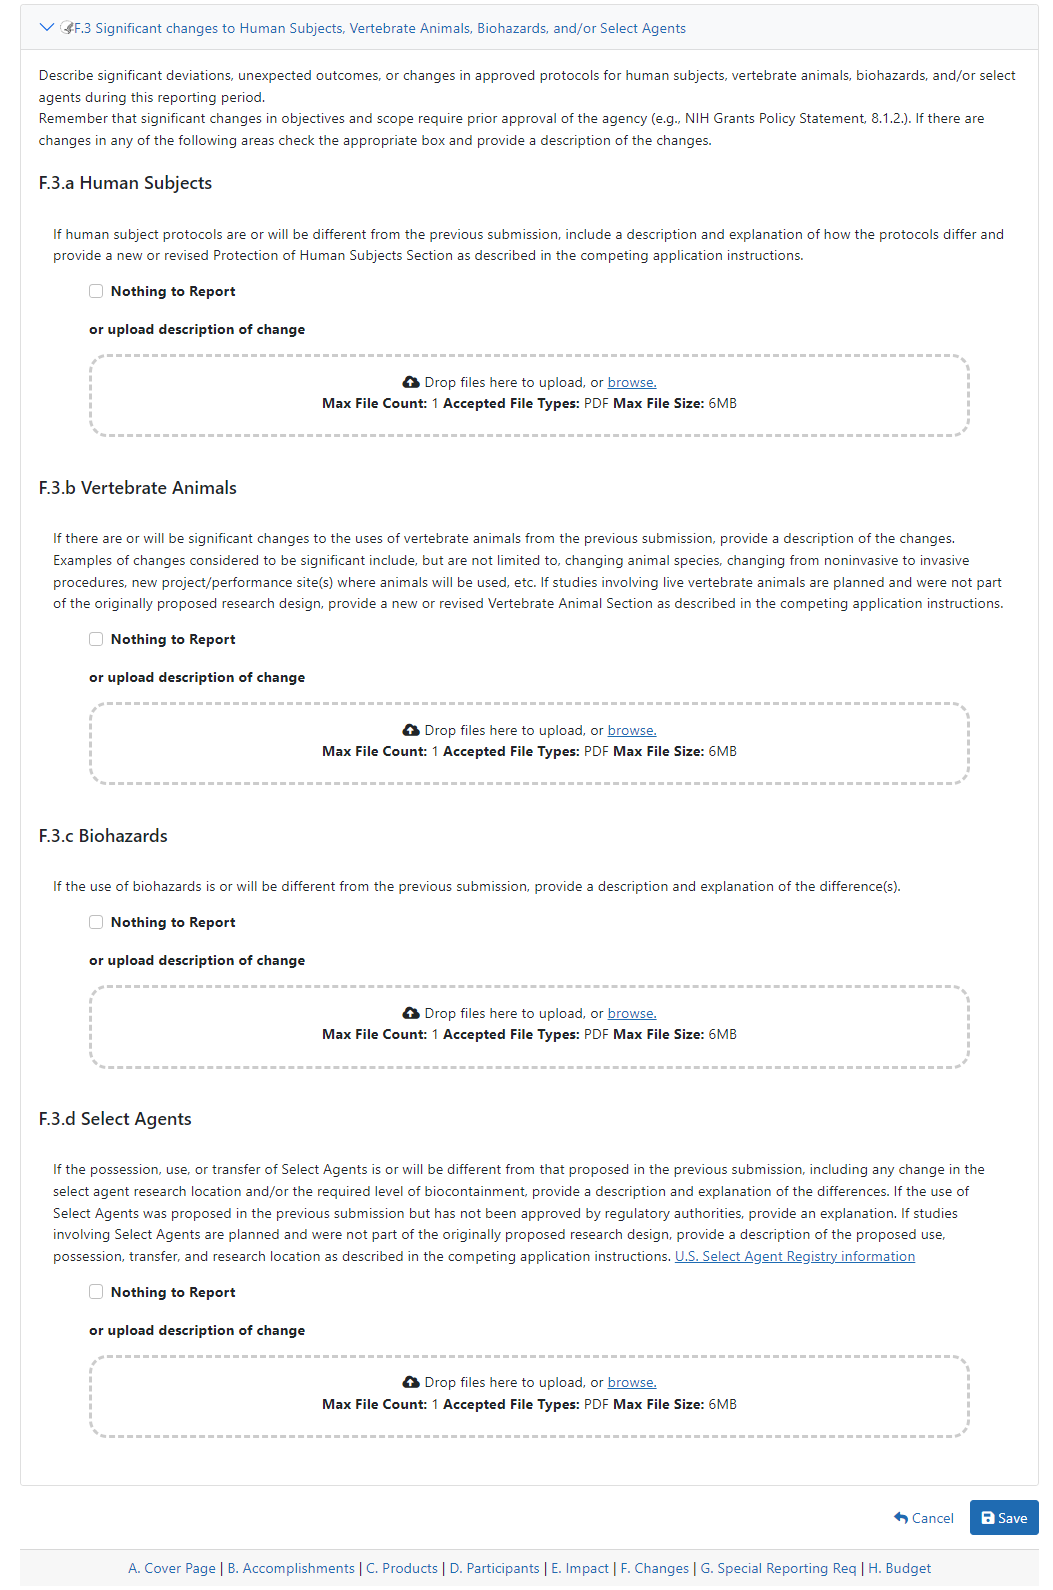 F.3 Significant changes to Human Subjects, Vertebrate Animals, Biohazards, and/or Select Agents
Describe significant deviations, unexpected outcomes, or changes in approved protocols for human subjects, vertebrate animals, biohazards, and/or select
agents during this reporting period.
Remember that significant changes in objectives and scope require prior approval of the agency (e.g., NIH Grants Policy Statement, 8.1.2.). If there are
changes in any of the following areas check the appropriate box and provide a description of the changes.
F.3.a Human Subjects
If human subject protocols are or will be different from the previous submission, include a description and explanation of how the protocols differ and
provide a new or revised Protection of Human Subjects Section as described in the competing application instructions.
Nothing to Report
or upload description of change
Drop files here to upload, or browse.
Max File Count: 1 Accepted File Types: PDF Max File Size: 6MB
F.3.b Vertebrate Animals
If there are or will be significant changes to the uses of vertebrate animals from the previous submission, provide a description of the changes.
Examples of changes considered to be significant include, but are not limited to, changing animal species, changing from noninvasive to invasive
procedures, new project/performance site(s) where animals will be used, etc. If studies involving live vertebrate animals are planned and were not part
of the originally proposed research design, provide a new or revised Vertebrate Animal Section as described in the competing application instructions.
Nothing to Report
or upload description of change
Drop files here to upload, or browse.
Max File Count: 1 Accepted File Types: PDF Max File Size: 6MB
F.3.c Biohazards
If the use of biohazards is or will be different from the previous submission, provide a description and explanation of the difference(s).
Nothing to Report
or upload description of change
Drop files here to upload, or browse.
Max File Count: 1 Accepted File Types: PDF Max File Size: 6MB
F.3.d Select Agents
If the possession, use, or transfer of Select Agents is or will be different from that proposed in the previous submission, including any change in the
select agent research location and/or the required level of biocontainment, provide a description and explanation of the differences. If the use of
Select Agents was proposed in the previous submission but has not been approved by regulatory authorities, provide an explanation. If studies
involving Select Agents are planned and were not part of the originally proposed research design, provide a description of the proposed use,
possession, transfer, and research location as described in the competing application instructions. U.S. Select Agent Registry information
Nothing to Report
or upload description of change
Drop files here to upload, or browse.
Max File Count: 1 Accepted File Types: PDF Max File Size: 6MB
Cancel Save
A. Cover Page | B. Accomplishments | C. Products | D. Participants | E. Impact | F. Changes | G. Special Reporting Req | H. Budget